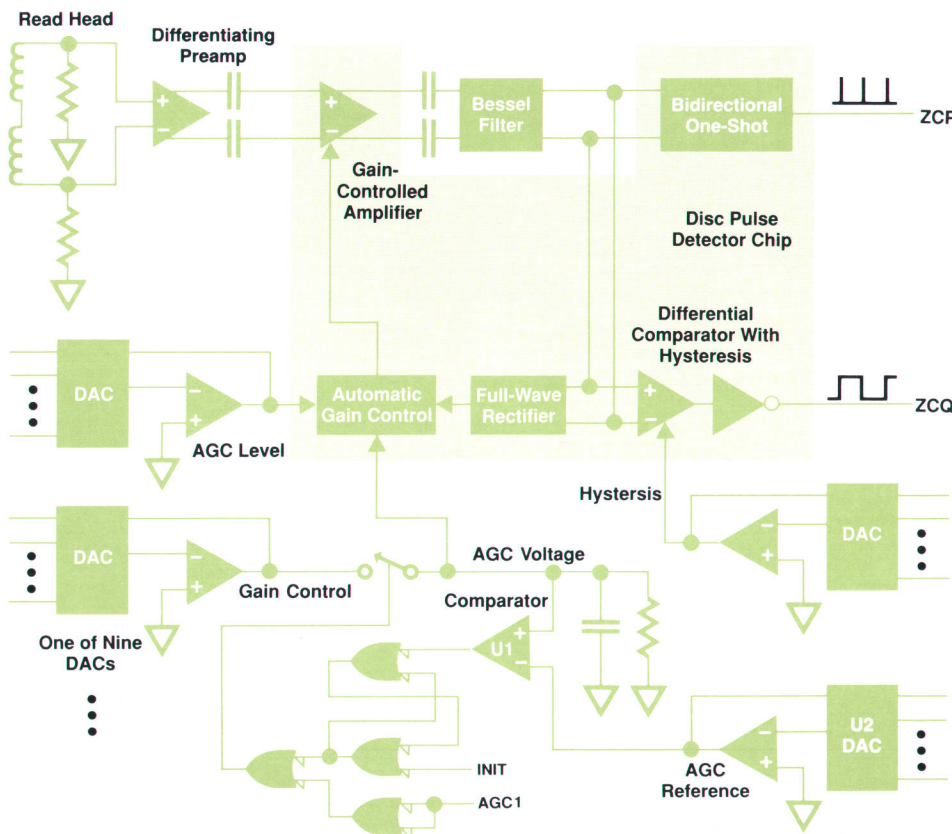 Read Head
Differentiating
Preamp
+
−
+
−
Gain-
Controlled
Amplifier
Bessel
Filter
Bidirectional
One-Shot
ZCP
Disc Pulse
Detector Chip
Differential
Comparator With
Hysteresis
DAC
−
+
AGC Level
Automatic
Gain Control
Full-Wave
Rectifier
+
−
ZCQ
Hystersis
DAC
−
+
Gain Control
One of Nine
DACs
AGC Voltage
Comparator
+
U1
−
−
+
DAC
INIT
AGC1
−
+
AGC
Reference
U2
DAC